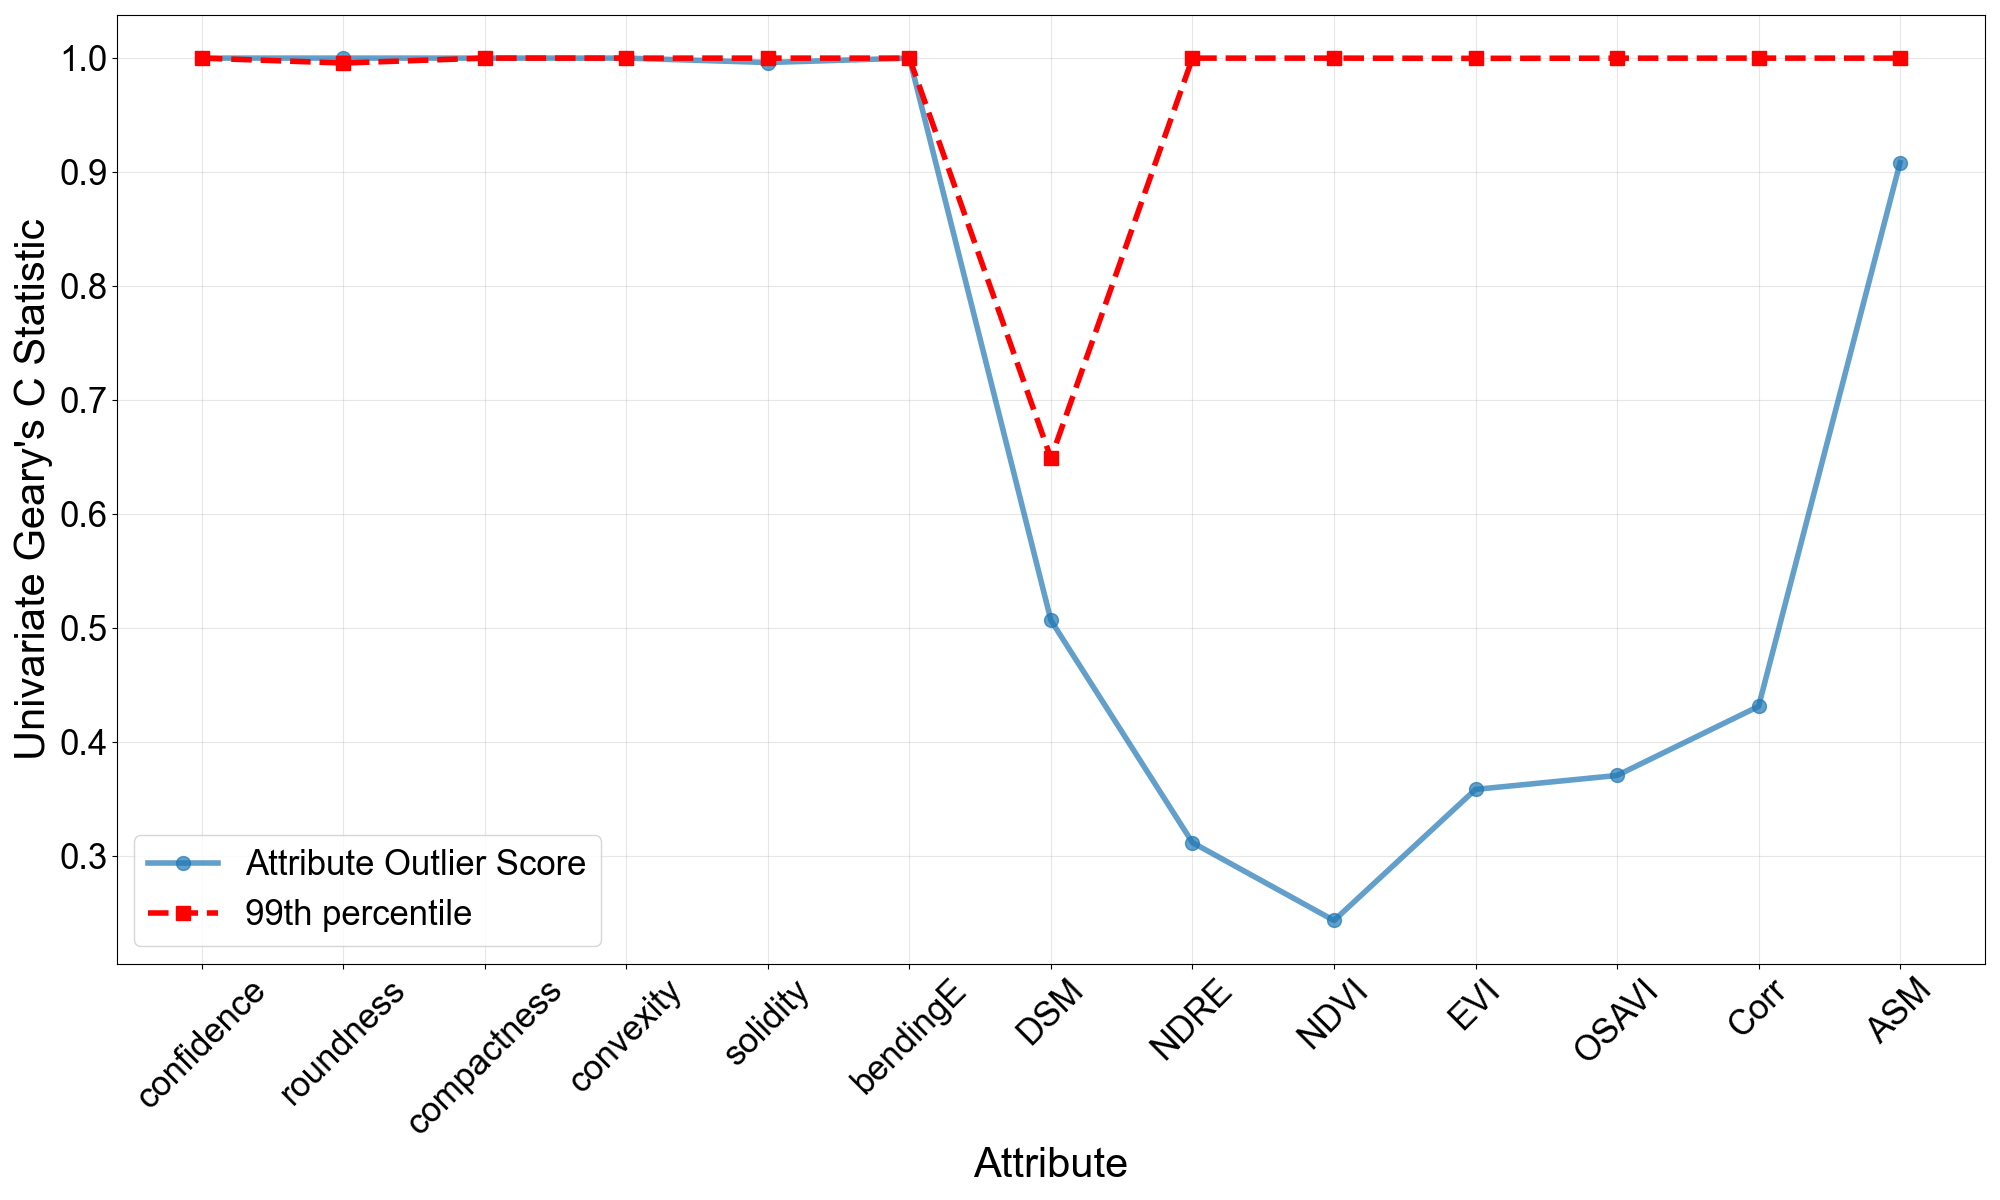 Univariate Geary's C Statistic
1.0
0.9
0.8
0.7
0.6
0.5
0.4
0.3
Attribute Outlier Score
99th percentile
confidence
roundness
compactness
convexity
solidity
bendingE
DSM
NDRE
NDVI
EVI
OSAVI
Corr
ASM
Attribute